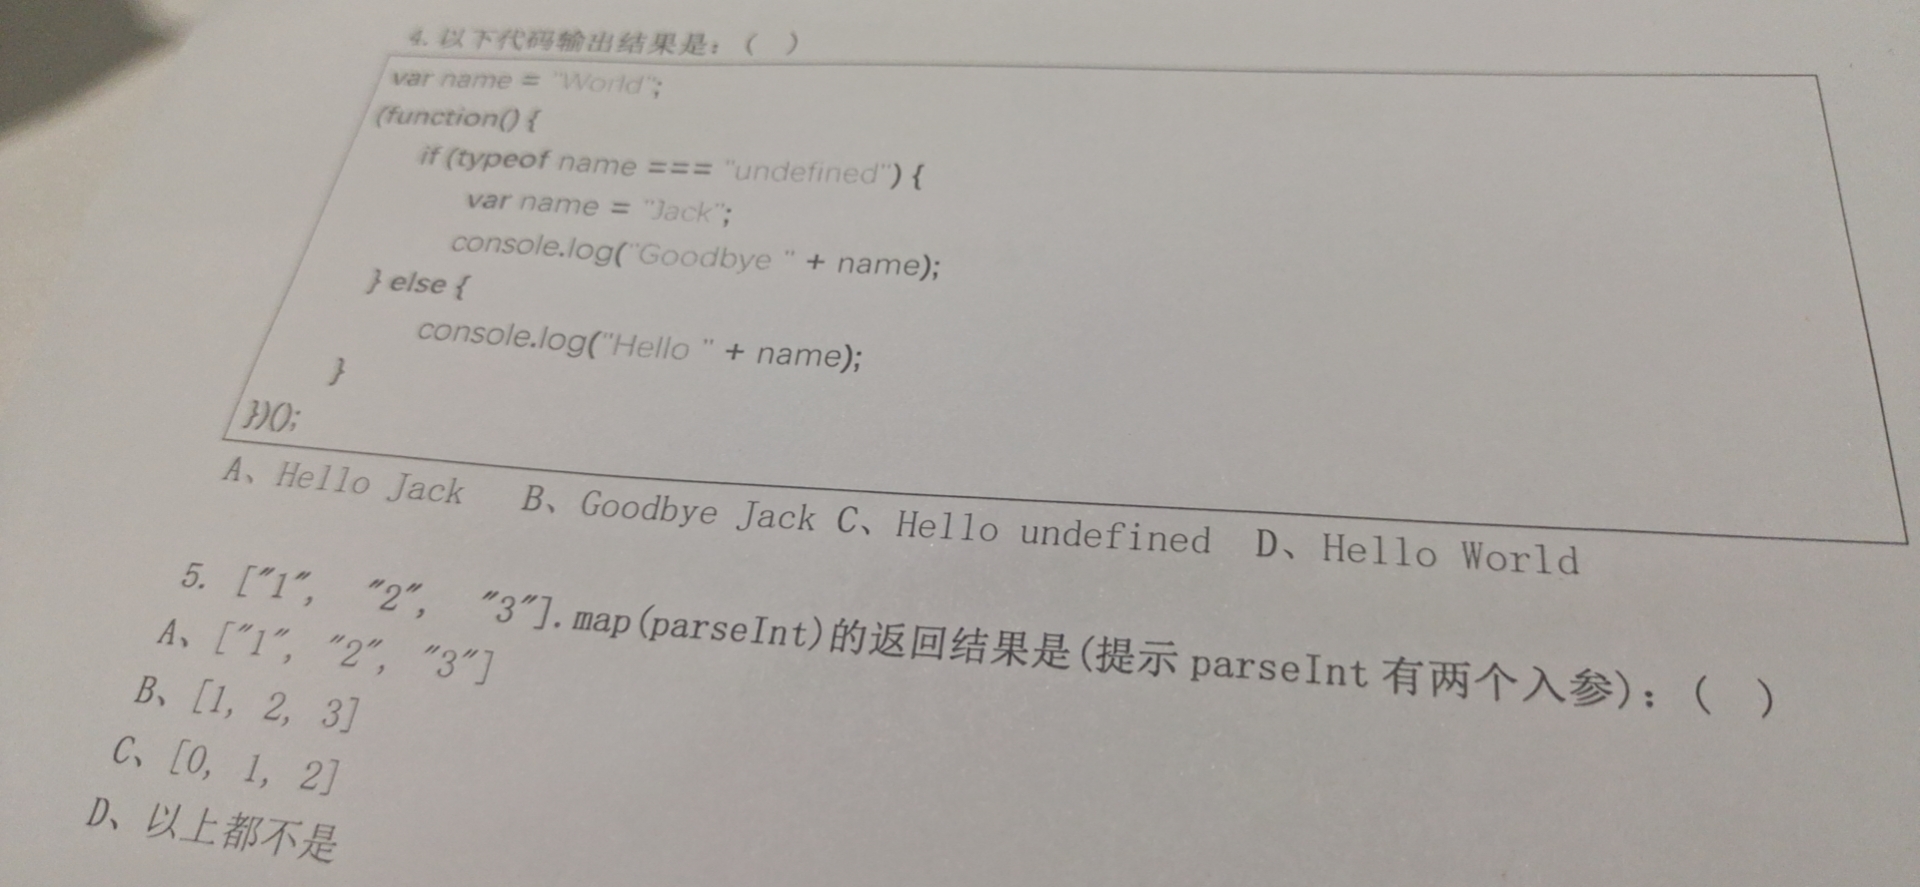 4. 以下代码输出结果是：（ ）
var name = "World";
(function() {
if (typeof name === "undefined") {
var name = "Jack";
console.log("Goodbye " + name);
} else {
console.log("Hello " + name);
}
})();
A、Hello Jack B、Goodbye Jack C、Hello undefined D、Hello World
5. ["1", "2", "3"].map(parseInt)的返回结果是(提示 parseInt 有两个入参)：（ ）
A、["1", "2", "3"]
B、[1, 2, 3]
C、[0, 1, 2]
D、以上都不是